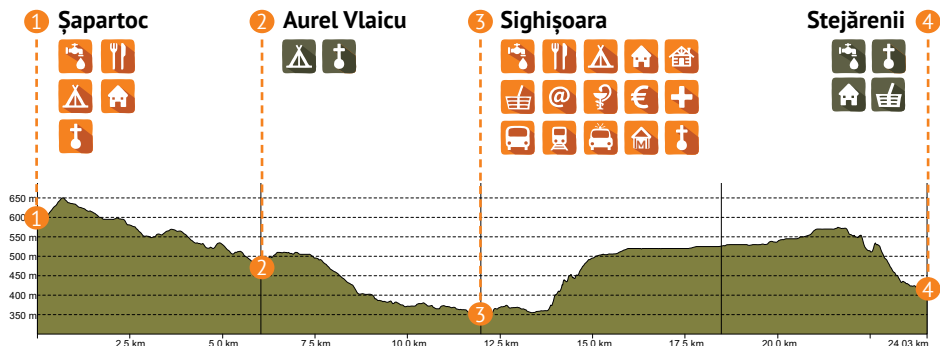 1 Șapartoc
2 Aurel Vlaicu
3 Sighișoara
Stejărenii 4
@ €
650 m
600 m
1
550 m
500 m
2
450 m
400 m
4
350 m
3
2.5 km 5.0 km 7.5 km 10.0 km 12.5 km 15.0 km 17.5 km 20.0 km 24.03 km